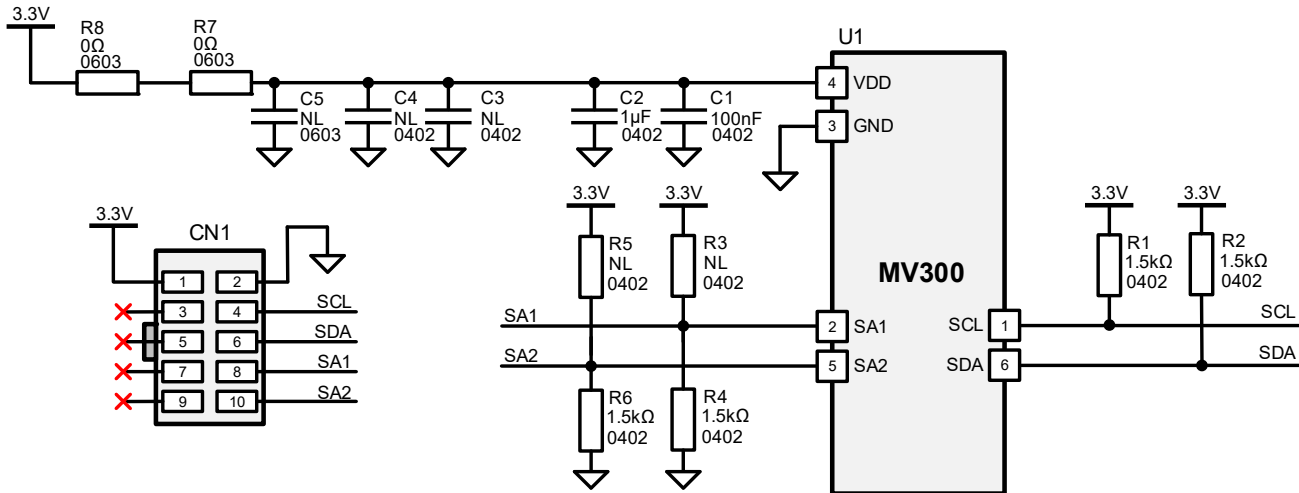 3.3V
R8
0Ω
0603
R7
0Ω
0603
C5
NL
0603
C4
NL
0402
C3
NL
0402
C2
1µF
0402
C1
100nF
0402
U1
4 VDD
3 GND
MV300
2 SA1
5 SA2
SCL 1
SDA 6
3.3V
R5
NL
0402
3.3V
R3
NL
0402
SA1
SA2
R6
1.5kΩ
0402
R4
1.5kΩ
0402
3.3V
R1
1.5kΩ
0402
3.3V
R2
1.5kΩ
0402
SCL
SDA
3.3V
CN1
1 2
3 4 SCL
5 6 SDA
7 8 SA1
9 10 SA2